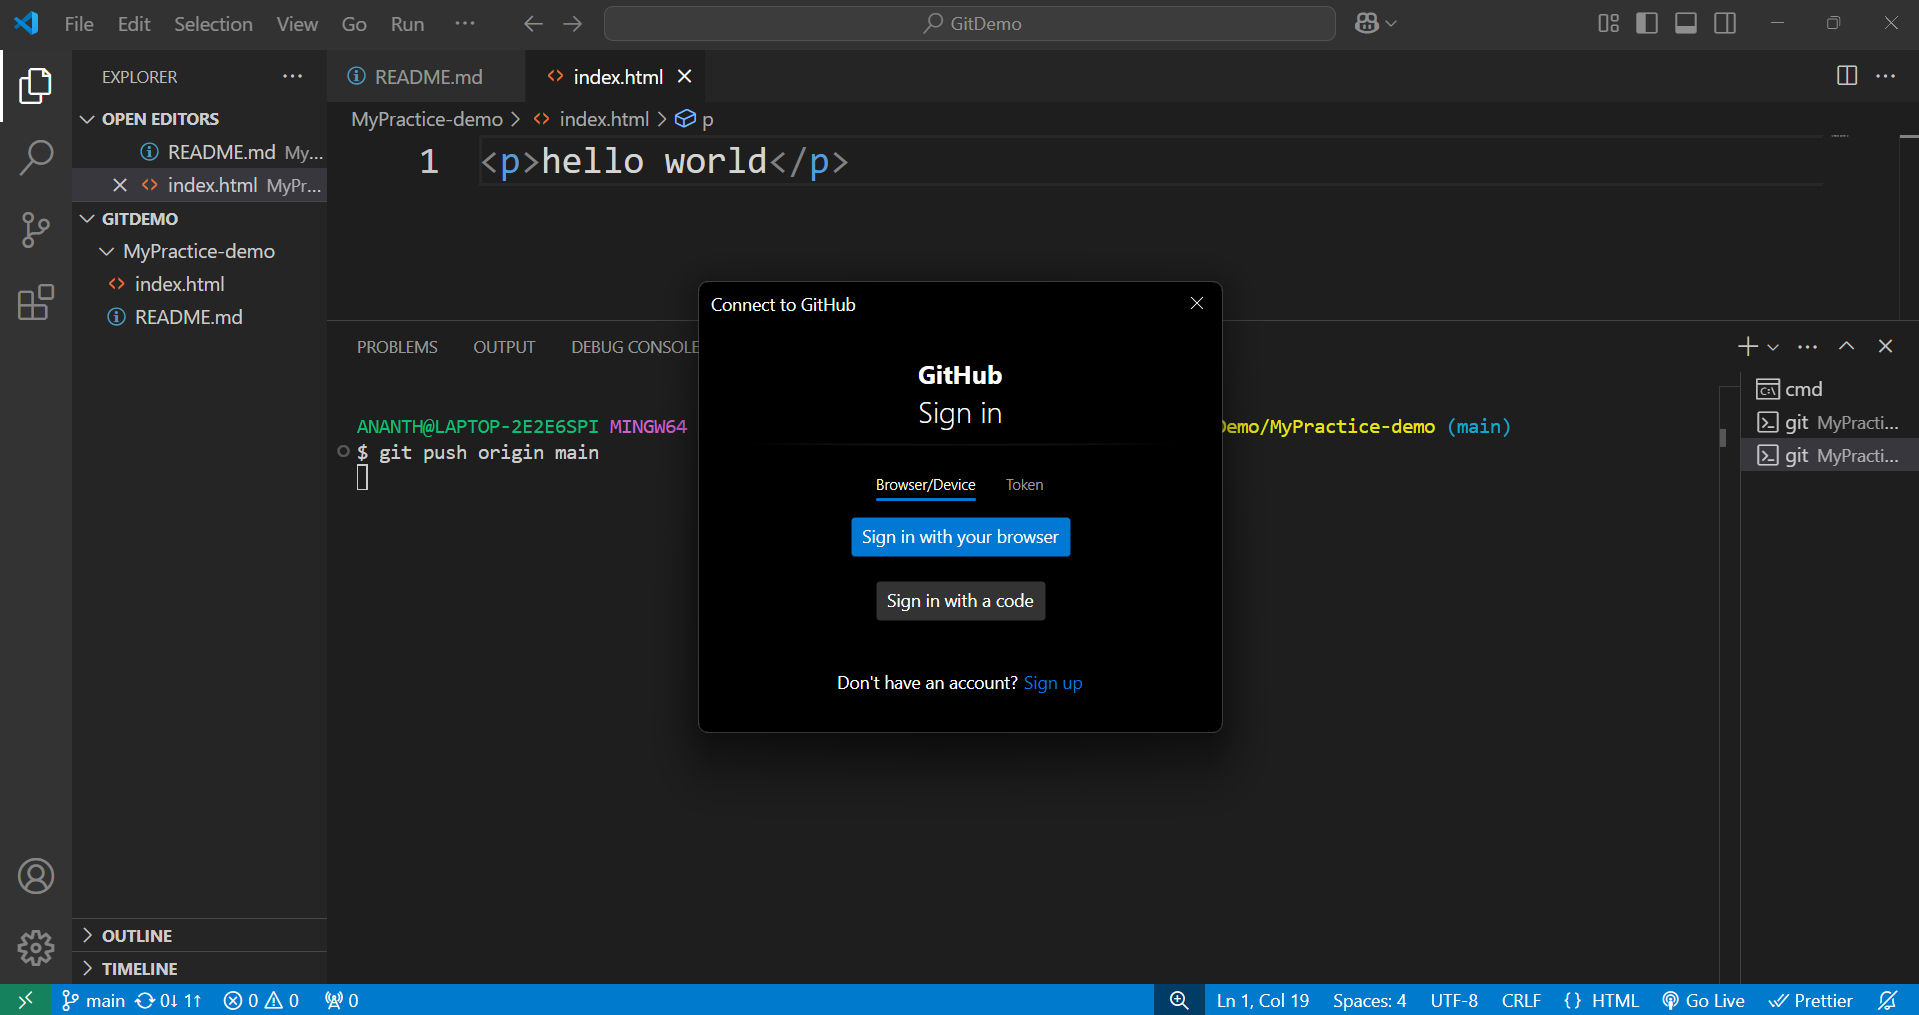 File Edit Selection View Go Run ··· GitDemo
EXPLORER ···
OPEN EDITORS
README.md My...
index.html MyPr...
GITDEMO
MyPractice-demo
index.html
README.md
OUTLINE
TIMELINE
README.md index.html
MyPractice-demo > index.html > p
1 <p>hello world</p>
PROBLEMS OUTPUT DEBUG CONSOLE
ANANTH@LAPTOP-2E2E6SPI MINGW64 Demo/MyPractice-demo (main)
$ git push origin main
cmd
git MyPracti...
git MyPracti...
Connect to GitHub
GitHub
Sign in
Browser/Device Token
Sign in with your browser
Sign in with a code
Don't have an account? Sign up
main 0↓ 1↑ 0 0 0 Ln 1, Col 19 Spaces: 4 UTF-8 CRLF {} HTML Go Live Prettier